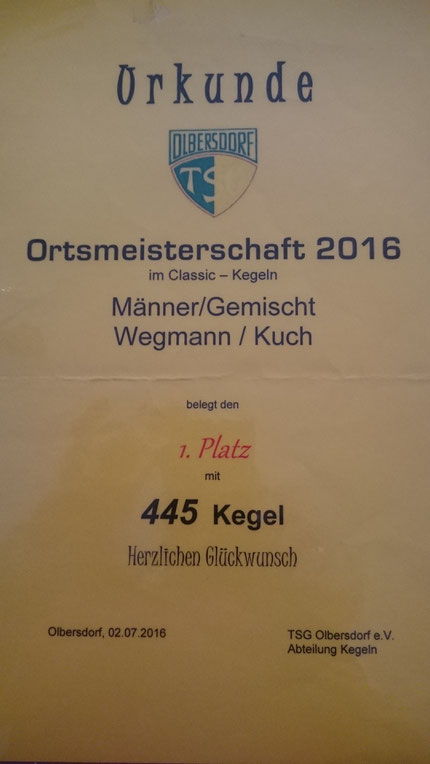 Urkunde
OLBERSDORF
TSG
Ortsmeisterschaft 2016
im Classic – Kegeln
Männer/Gemischt
Wegmann / Kuch
belegt den
1. Platz
mit
445 Kegel
Herzlichen Glückwunsch
Olbersdorf, 02.07.2016
TSG Olbersdorf e.V.
Abteilung Kegeln